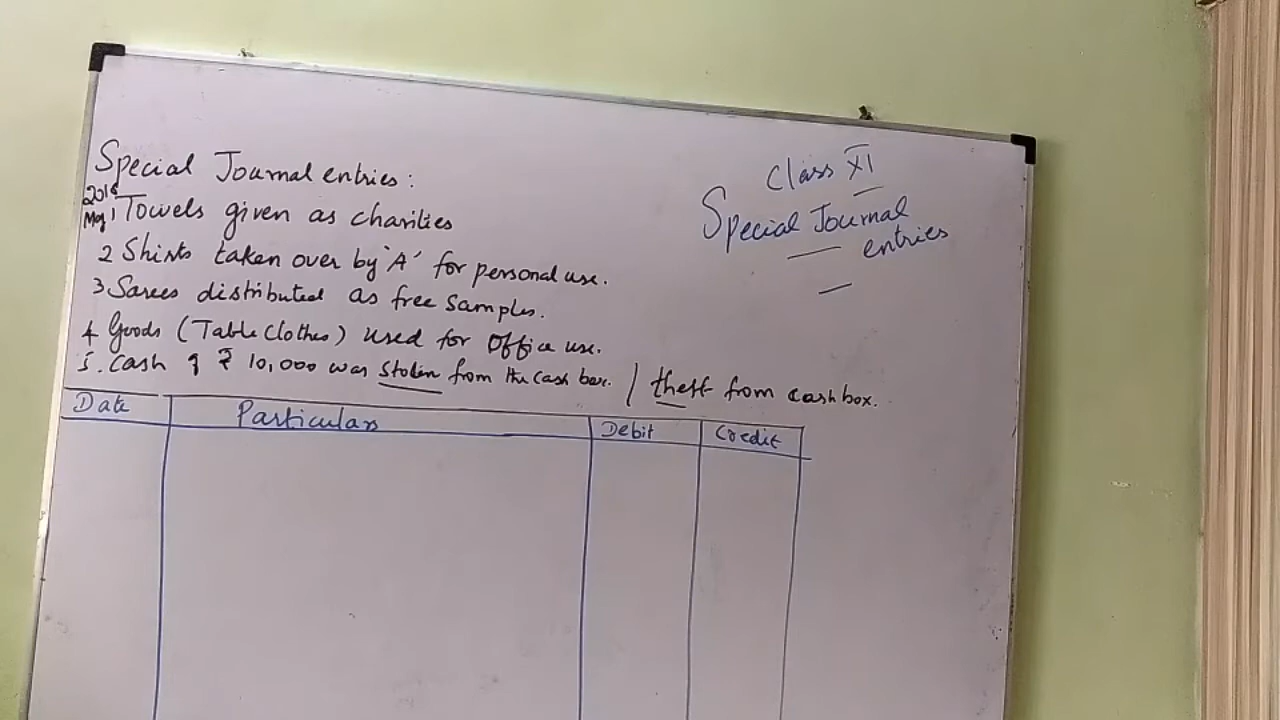 Special Journal entries:
2018
May 1 Towels given as charities
2 Shirts taken over by 'A' for personal use.
3 Sarees distributed as free samples.
4 Goods (Table Clothes) used for Office use.
5. Cash of ₹ 10,000 was stolen from the cash box. / theft from cash box.
Date Particulars Debit Credit
Class XI
Special Journal
entries